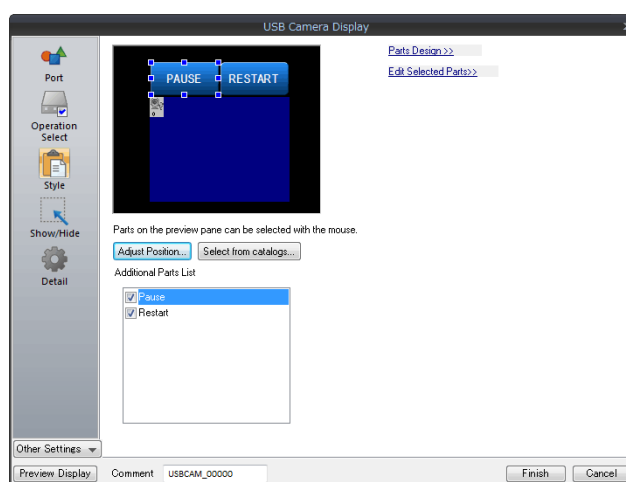 USB Camera Display
Port
Operation
Select
Style
Show/Hide
Detail
Other Settings
Preview Display
PAUSE
RESTART
0
Parts on the preview pane can be selected with the mouse.
Adjust Position...
Select from catalogs...
Additional Parts List
Pause
Restart
Parts Design >>
Edit Selected Parts>>
Comment
USBCAM_00000
Finish
Cancel